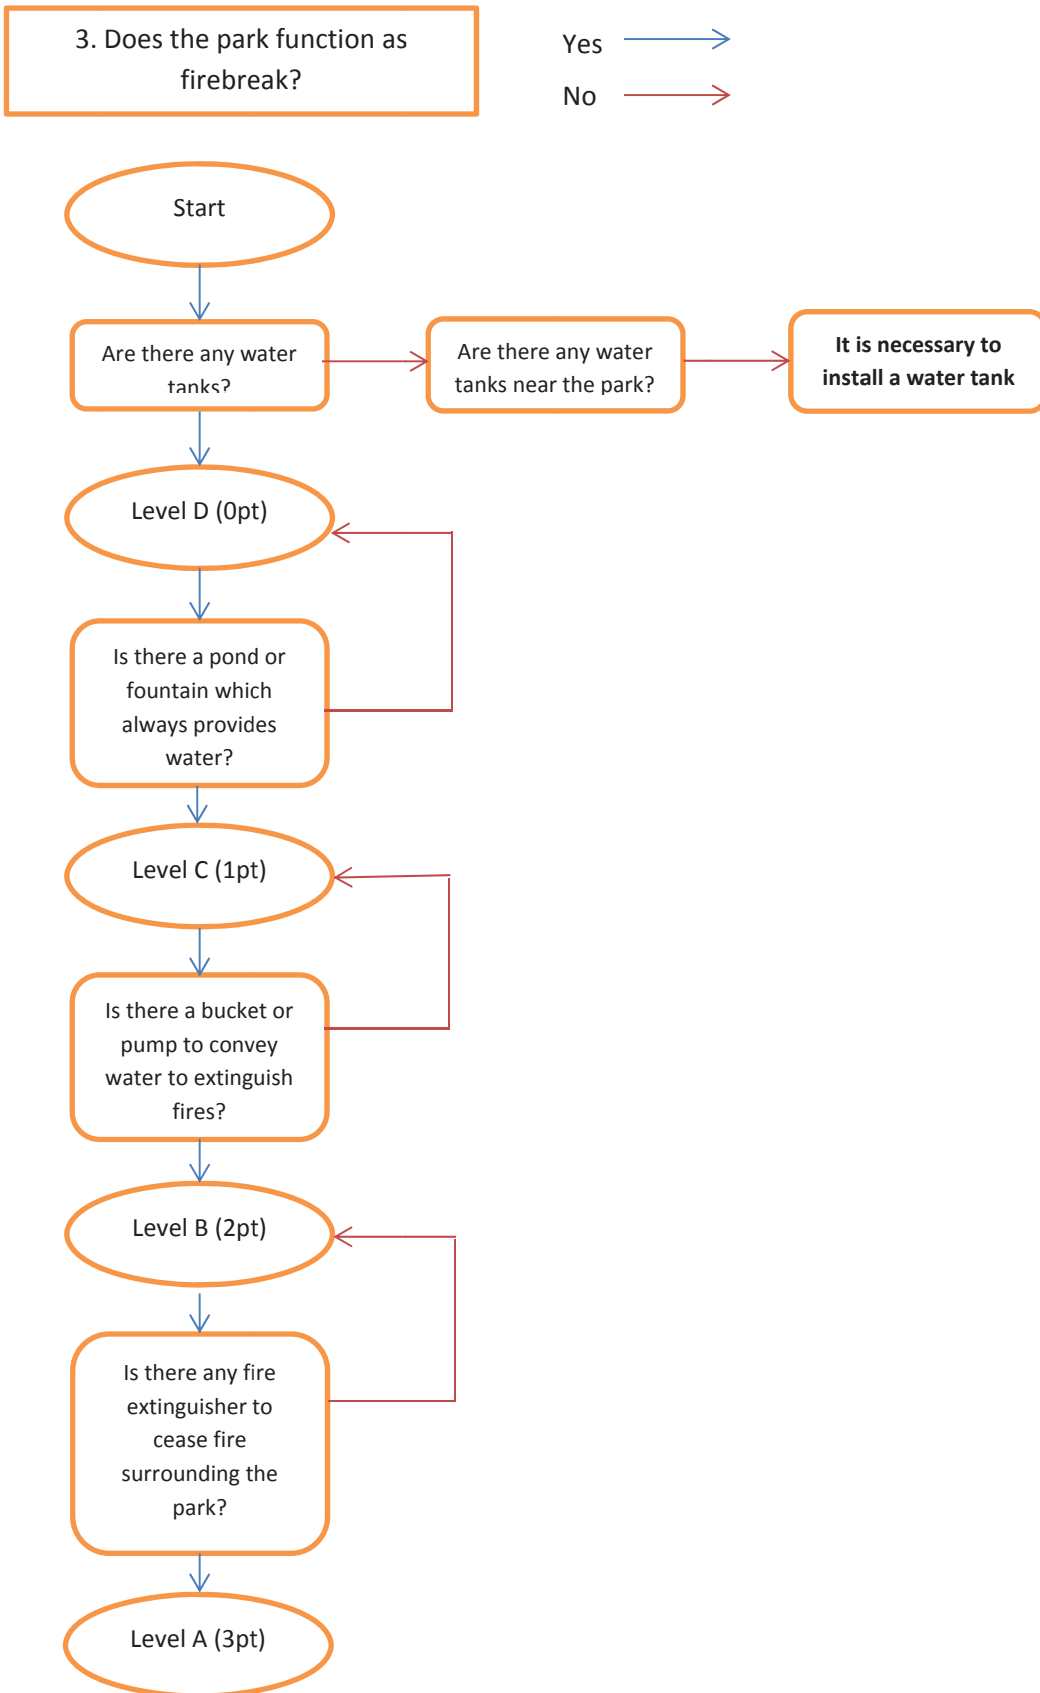 3. Does the park function as
firebreak?
Yes
No
Start
Are there any water
tanks?
Are there any water
tanks near the park?
It is necessary to
install a water tank
Level D (0pt)
Is there a pond or
fountain which
always provides
water?
Level C (1pt)
Is there a bucket or
pump to convey
water to extinguish
fires?
Level B (2pt)
Is there any fire
extinguisher to
cease fire
surrounding the
park?
Level A (3pt)